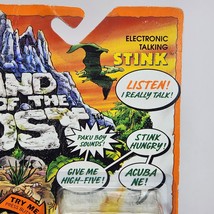 ELECTRONIC
TALKING
STINK
LISTEN!
I REALLY TALK!
AND
OF THE
OST
PAKU BOY
SOUNDS!
STINK
HUNGRY!
GIVE ME
HIGH-FIVE!
ACUBA
NE!
TRY ME